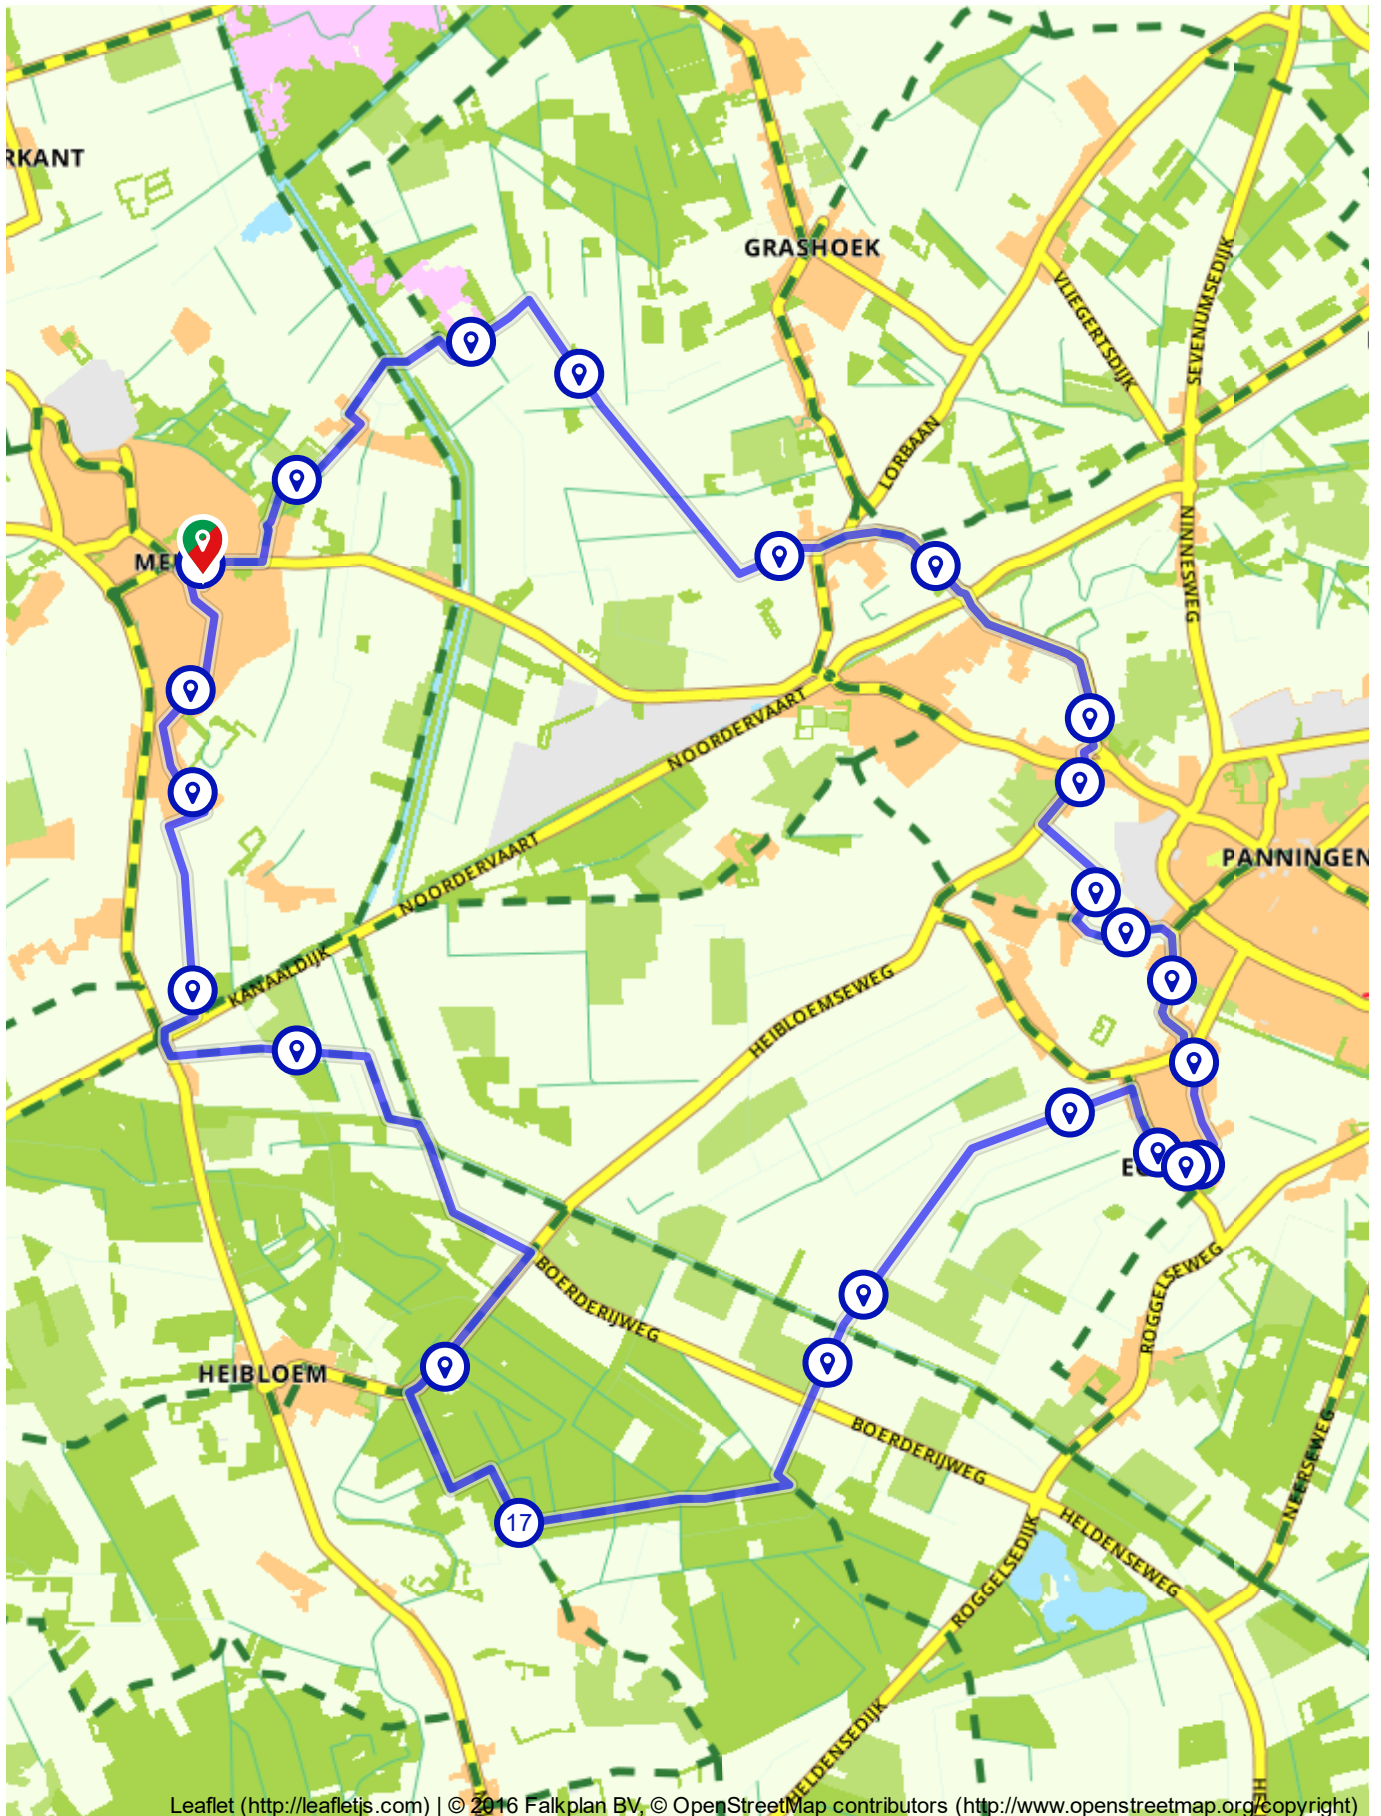 RKANT
GRASHOEK
VLIEGERTSDIJK
SEVENUMSEDIJK
LORBAAN
NINNESWEG
NOORDERVAART
NOORDERVAART
PANNINGEN
KANAALDIJK
HEIBLOEMSEWEG
BOERDERIJWEG
ROGGELSEWEG
HEIBLOEM
BOERDERIJWEG
NEERSEWEG
17
HELDENSEWEG
ROGGELSEDIJK
HELDENSEDIJK
Leaflet (http://leafletjs.com) | © 2016 Falkplan BV, © OpenStreetMap contributors (http://www.openstreetmap.org/copyright)